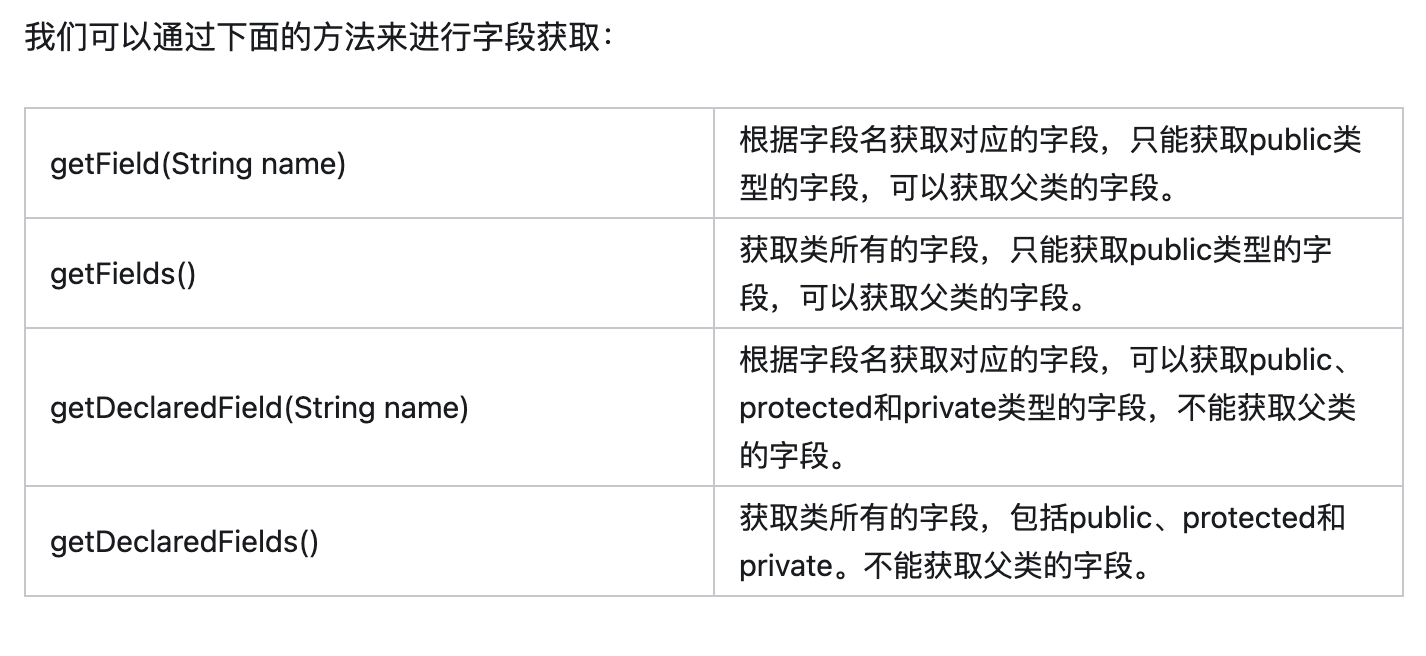 我们可以通过下面的方法来进行字段获取：
getField(String name)
根据字段名获取对应的字段，只能获取public类
型的字段，可以获取父类的字段。
getFields()
获取类所有的字段，只能获取public类型的字
段，可以获取父类的字段。
getDeclaredField(String name)
根据字段名获取对应的字段，可以获取public、
protected和private类型的字段，不能获取父类
的字段。
getDeclaredFields()
获取类所有的字段，包括public、protected和
private。不能获取父类的字段。